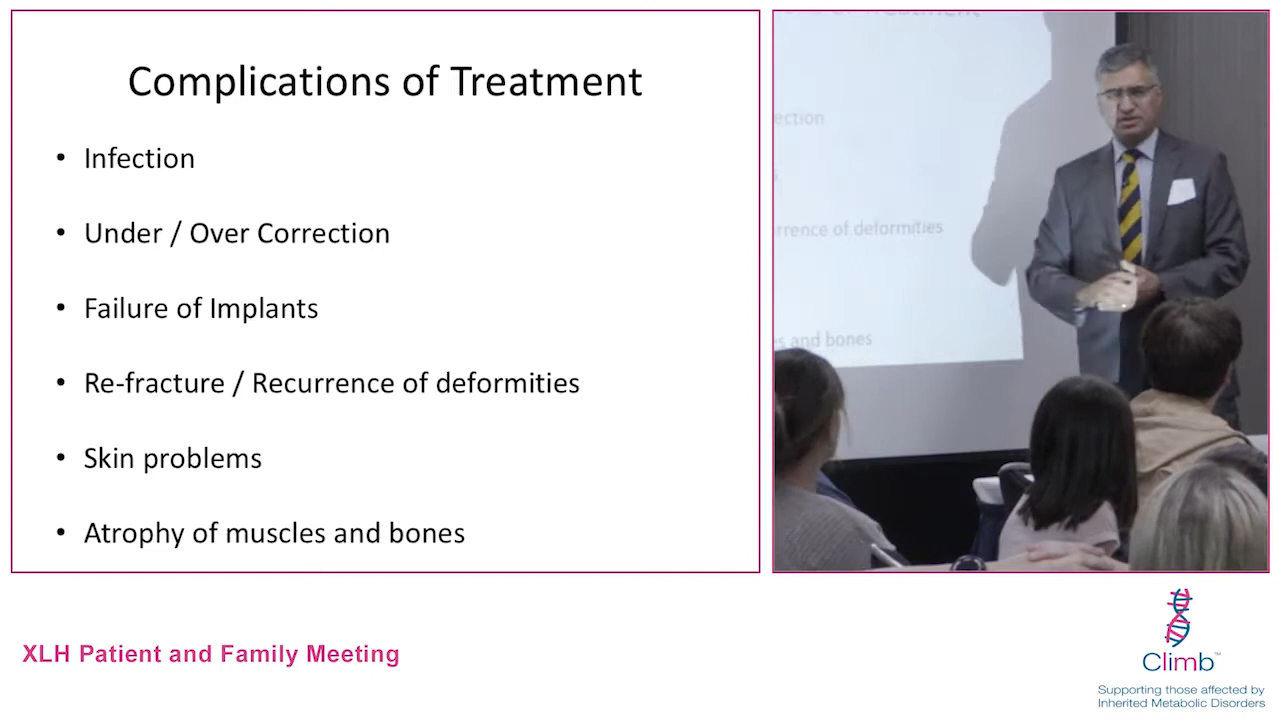 Complications of Treatment
• Infection
• Under / Over Correction
• Failure of Implants
• Re-fracture / Recurrence of deformities
• Skin problems
• Atrophy of muscles and bones
ection
s
rrence of deformities
s and bones
XLH Patient and Family Meeting
Climb™
Supporting those affected by
Inherited Metabolic Disorders